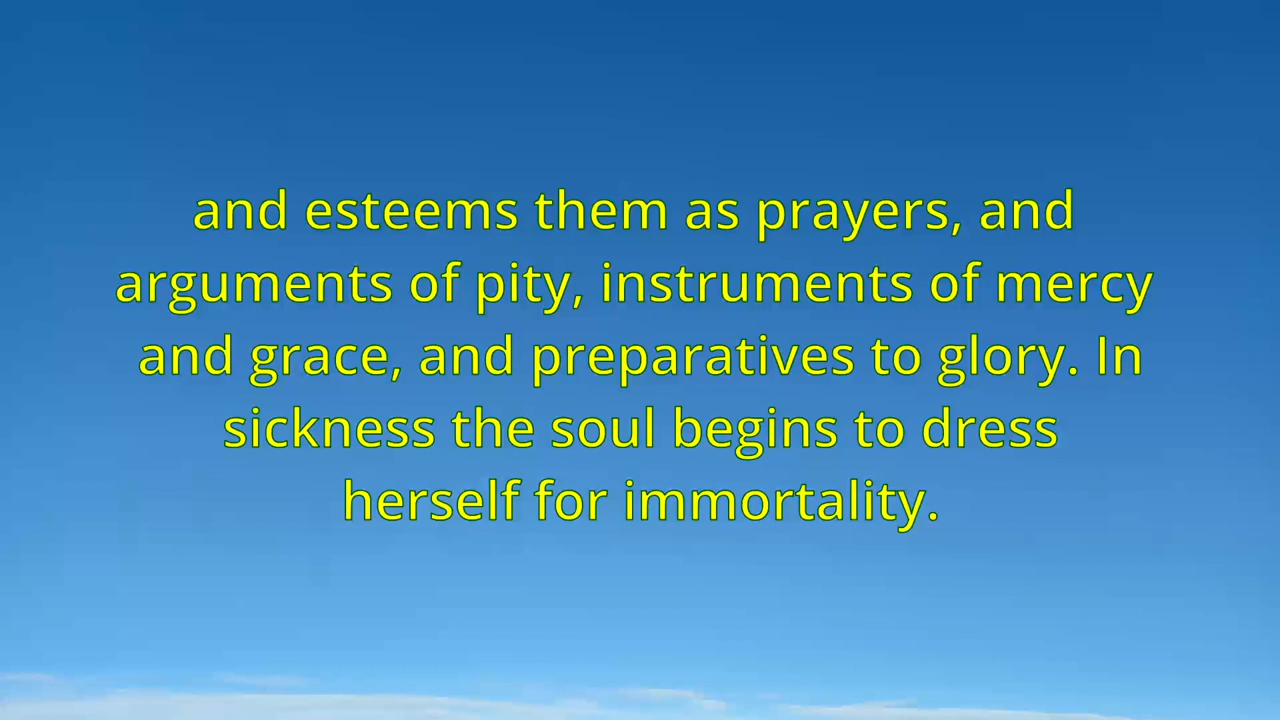 and esteems them as prayers, and
arguments of pity, instruments of mercy
and grace, and preparatives to glory. In
sickness the soul begins to dress
herself for immortality.